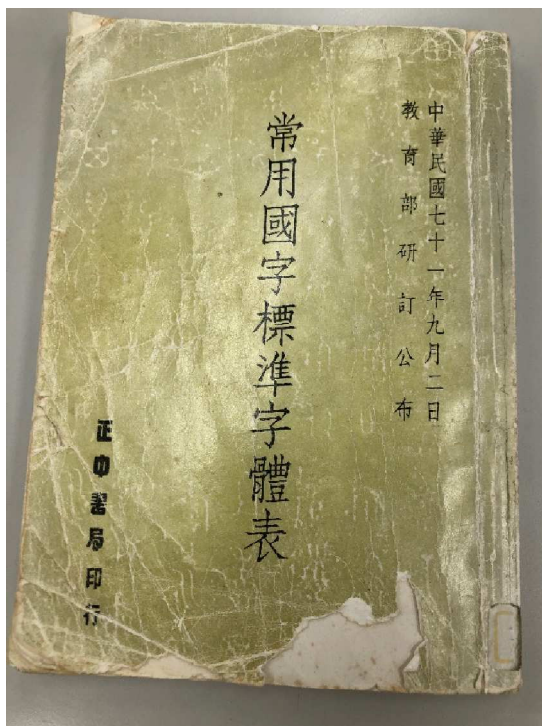 中華民國七十一年九月二日
教育部研訂公布
常用國字標準字體表
正中書局印行